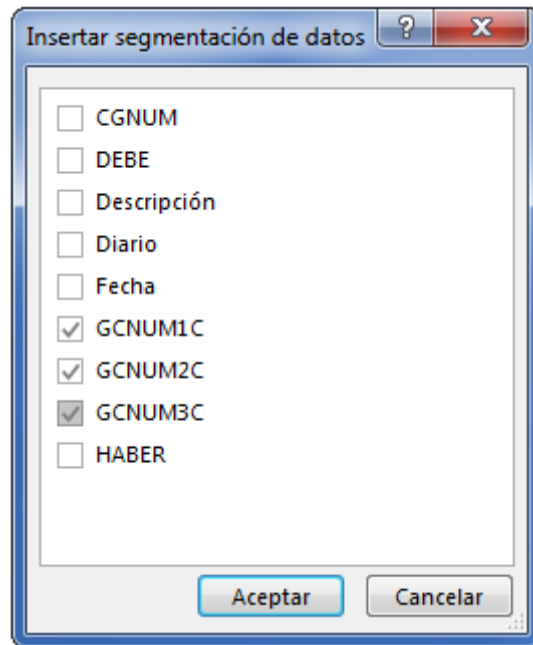 Insertar segmentación de datos
?
X
CGNUM
DEBE
Descripción
Diario
Fecha
GCNUM1C
GCNUM2C
GCNUM3C
HABER
Aceptar
Cancelar